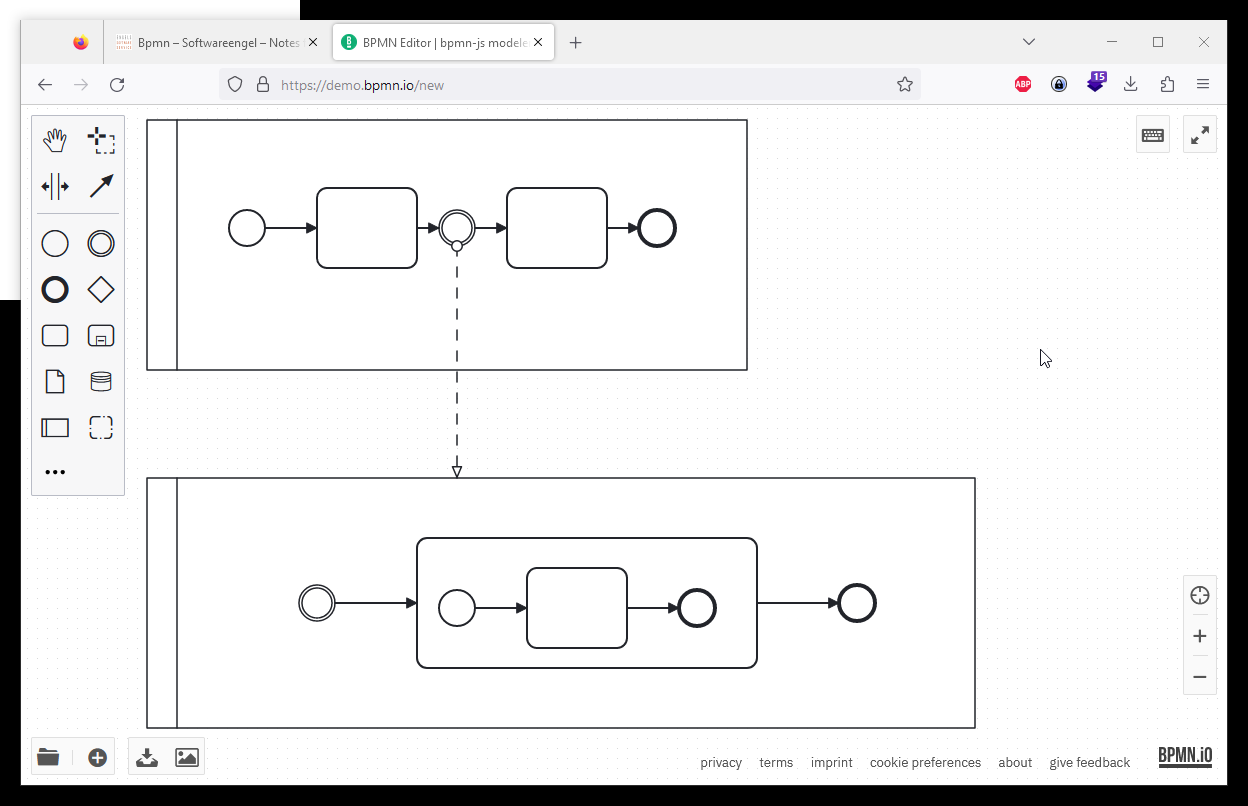 Bpmn – Softwareengel – Notes
BPMN Editor | bpmn-js modele
https://demo.bpmn.io/new
ABP
15
privacy
terms
imprint
cookie preferences
about
give feedback
BPMN.iO